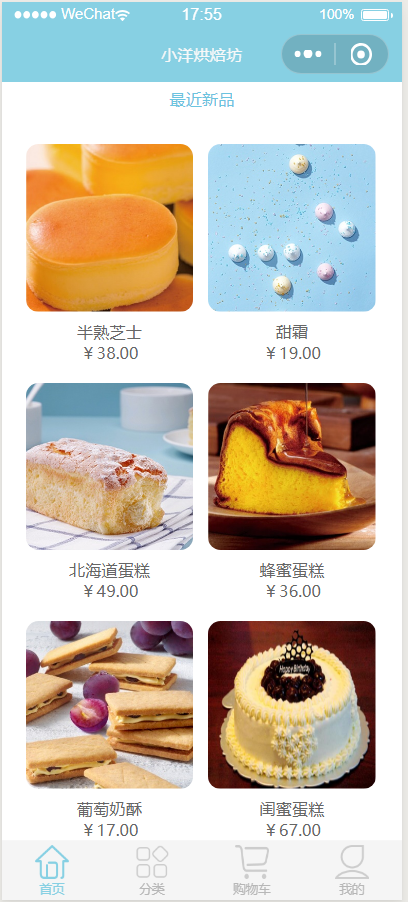 WeChat 17:55 100%
小洋烘焙坊
最近新品
半熟芝士 甜霜
￥38.00 ￥19.00
北海道蛋糕 蜂蜜蛋糕
￥49.00 ￥36.00
Happy Birthday
葡萄奶酥 闺蜜蛋糕
￥17.00 ￥67.00
首页 分类 购物车 我的